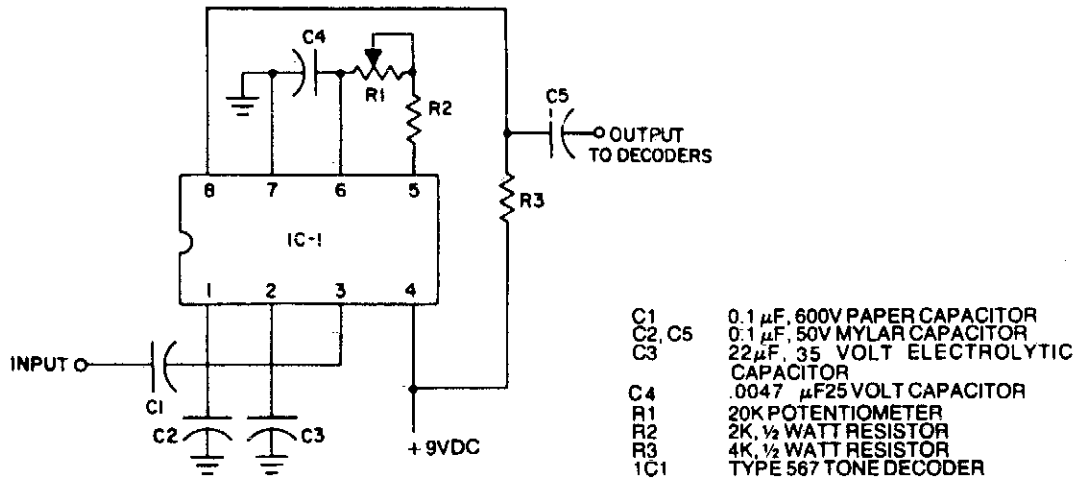 C4
R1
R2
C5
OUTPUT
TO DECODERS
R3
8 7 6 5
IC-1
1 2 3 4
INPUT
C1
C2
C3
+9VDC
C1 0.1 µF, 600V PAPER CAPACITOR
C2, C5 0.1 µF, 50V MYLAR CAPACITOR
C3 22µF, 35 VOLT ELECTROLYTIC
CAPACITOR
C4 .0047 µF25 VOLT CAPACITOR
R1 20K POTENTIOMETER
R2 2K, ½ WATT RESISTOR
R3 4K, ½ WATT RESISTOR
1C1 TYPE 567 TONE DECODER